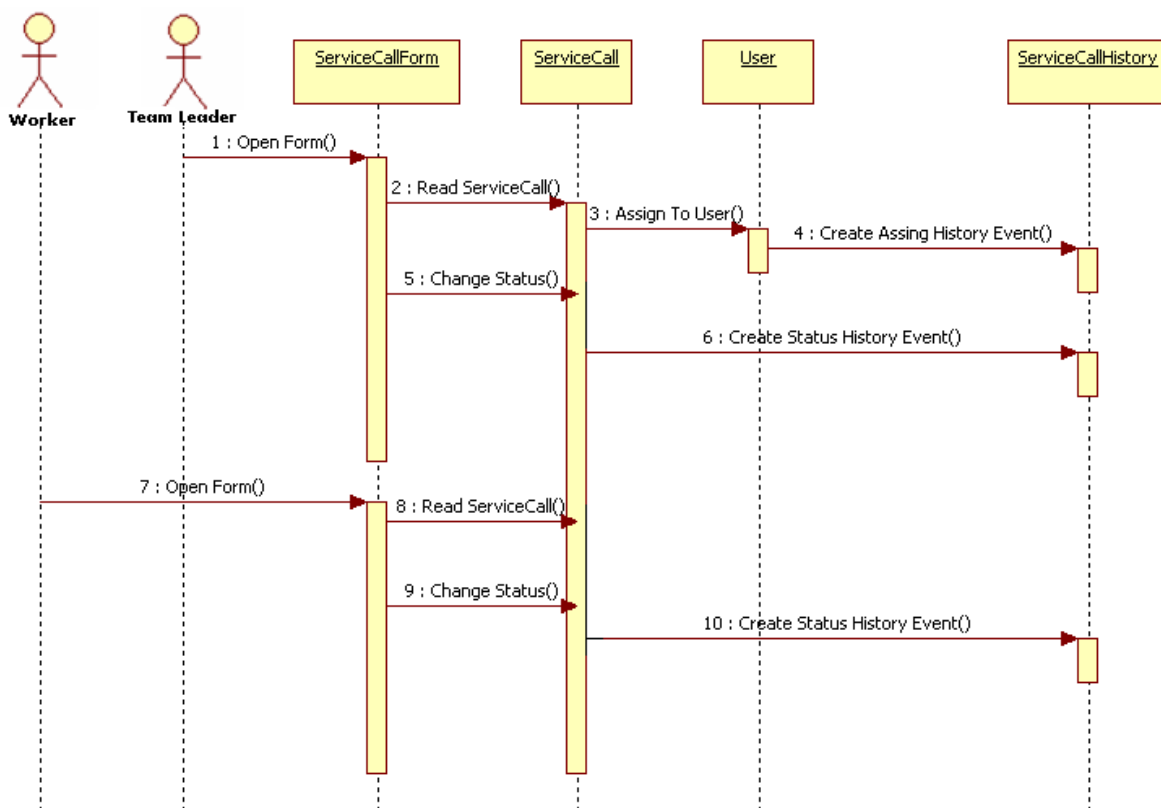 Worker
Team Leader
ServiceCallForm
ServiceCall
User
ServiceCallHistory
1 : Open Form()
2 : Read ServiceCall()
3 : Assign To User()
4 : Create Assing History Event()
5 : Change Status()
6 : Create Status History Event()
7 : Open Form()
8 : Read ServiceCall()
9 : Change Status()
10 : Create Status History Event()